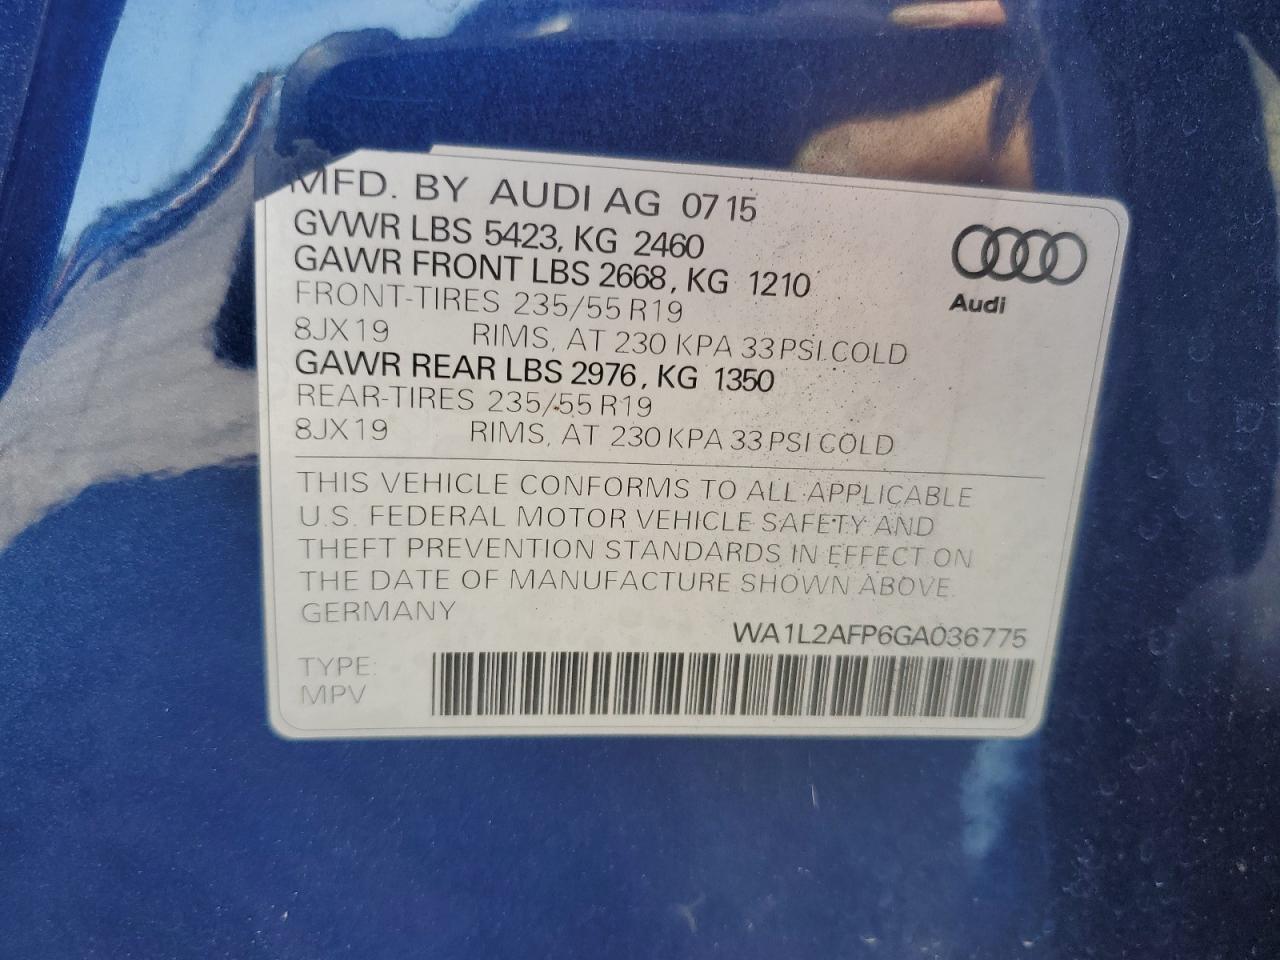 MFD. BY AUDI AG 07 15
GVWR LBS 5423, KG 2460
GAWR FRONT LBS 2668, KG 1210
FRONT-TIRES 235/55 R19
8JX19 RIMS, AT 230 KPA 33 PSI COLD
GAWR REAR LBS 2976, KG 1350
REAR-TIRES 235/55 R19
8JX19 RIMS, AT 230 KPA 33 PSI COLD
Audi
THIS VEHICLE CONFORMS TO ALL APPLICABLE
U.S. FEDERAL MOTOR VEHICLE SAFETY AND
THEFT PREVENTION STANDARDS IN EFFECT ON
THE DATE OF MANUFACTURE SHOWN ABOVE.
GERMANY
WA1L2AFP6GA036775
TYPE:
MPV